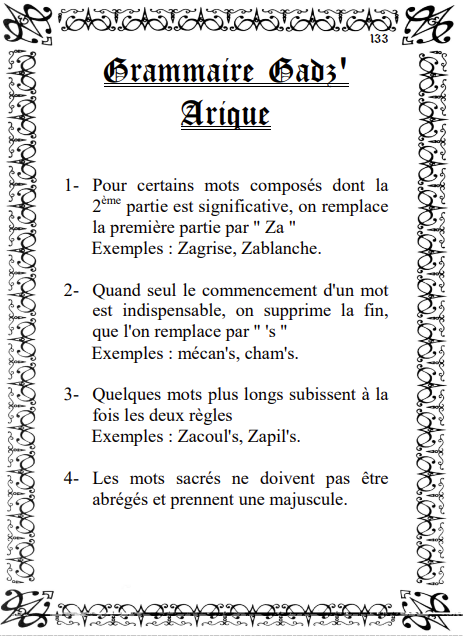 133
Grammaire Gadz'
Arique
1- Pour certains mots composés dont la
2ème partie est significative, on remplace
la première partie par " Za "
Exemples : Zagrise, Zablanche.
2- Quand seul le commencement d'un mot
est indispensable, on supprime la fin,
que l'on remplace par " 's "
Exemples : mécan's, cham's.
3- Quelques mots plus longs subissent à la
fois les deux règles
Exemples : Zacoul's, Zapil's.
4- Les mots sacrés ne doivent pas être
abrégés et prennent une majuscule.